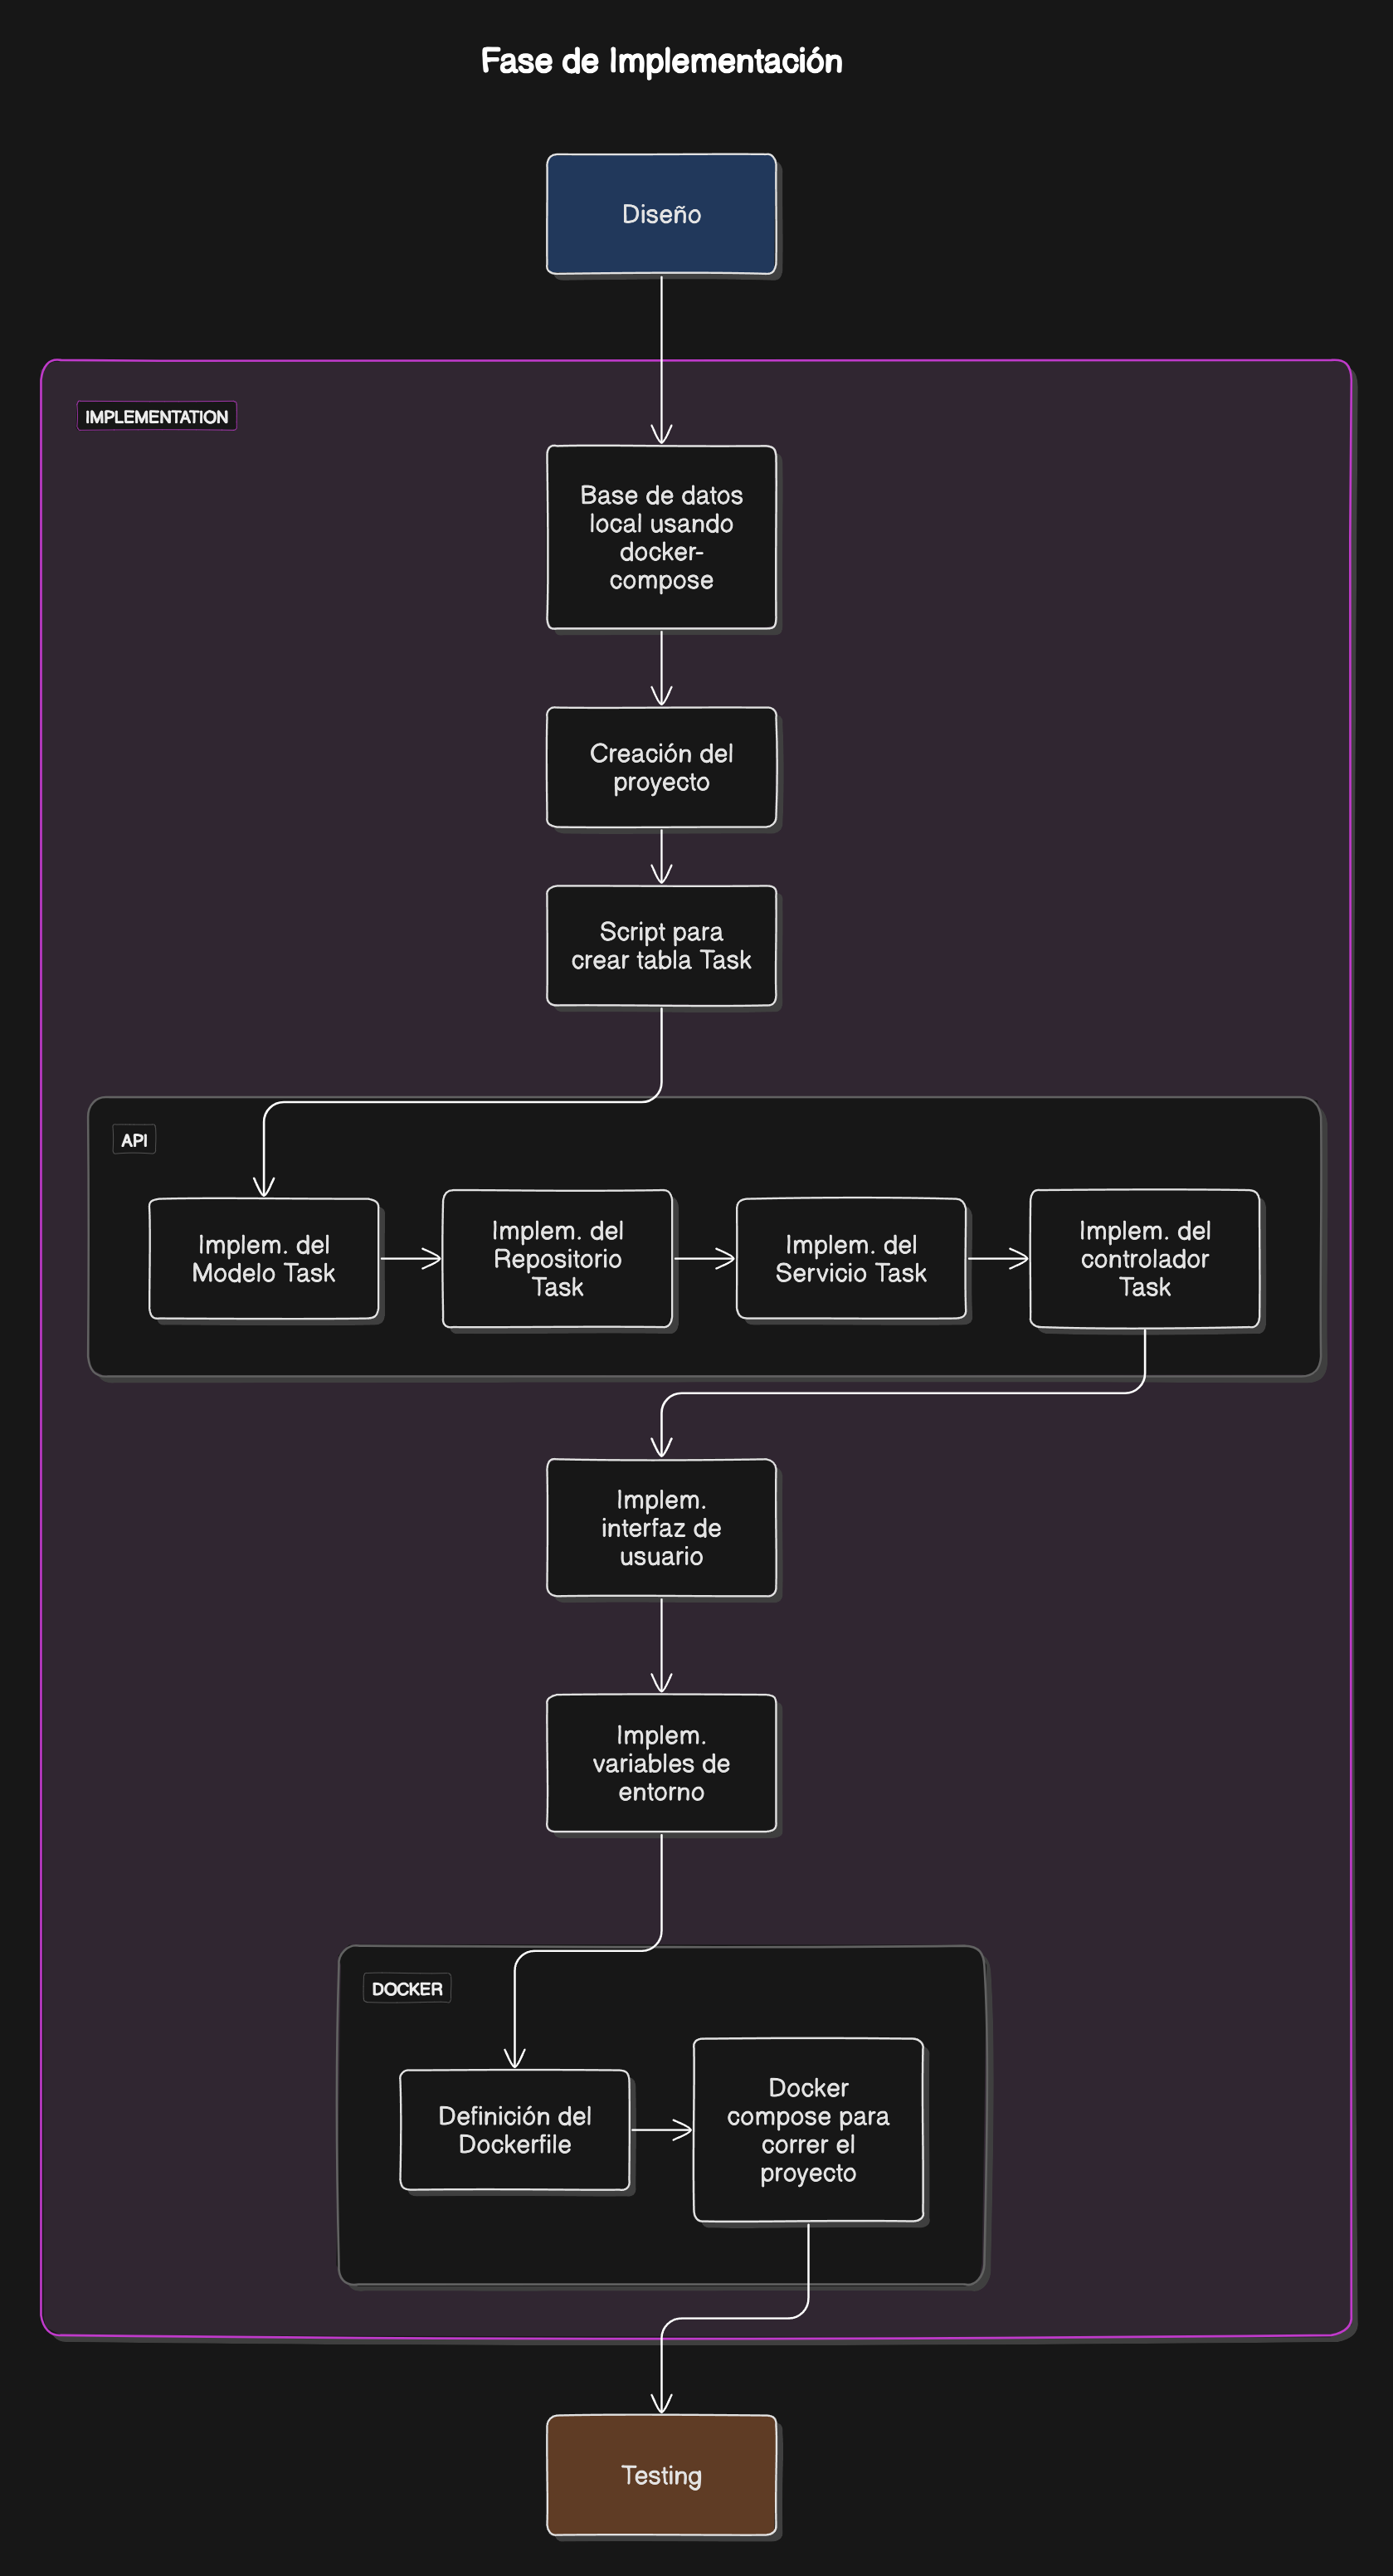 Fase de Implementación
Diseño
IMPLEMENTATION
Base de datos
local usando
docker-
compose
Creación del
proyecto
Script para
crear tabla Task
API
Implem. del
Modelo Task
Implem. del
Repositorio
Task
Implem. del
Servicio Task
Implem. del
controlador
Task
Implem.
interfaz de
usuario
Implem.
variables de
entorno
DOCKER
Definición del
Dockerfile
Docker
compose para
correr el
proyecto
Testing